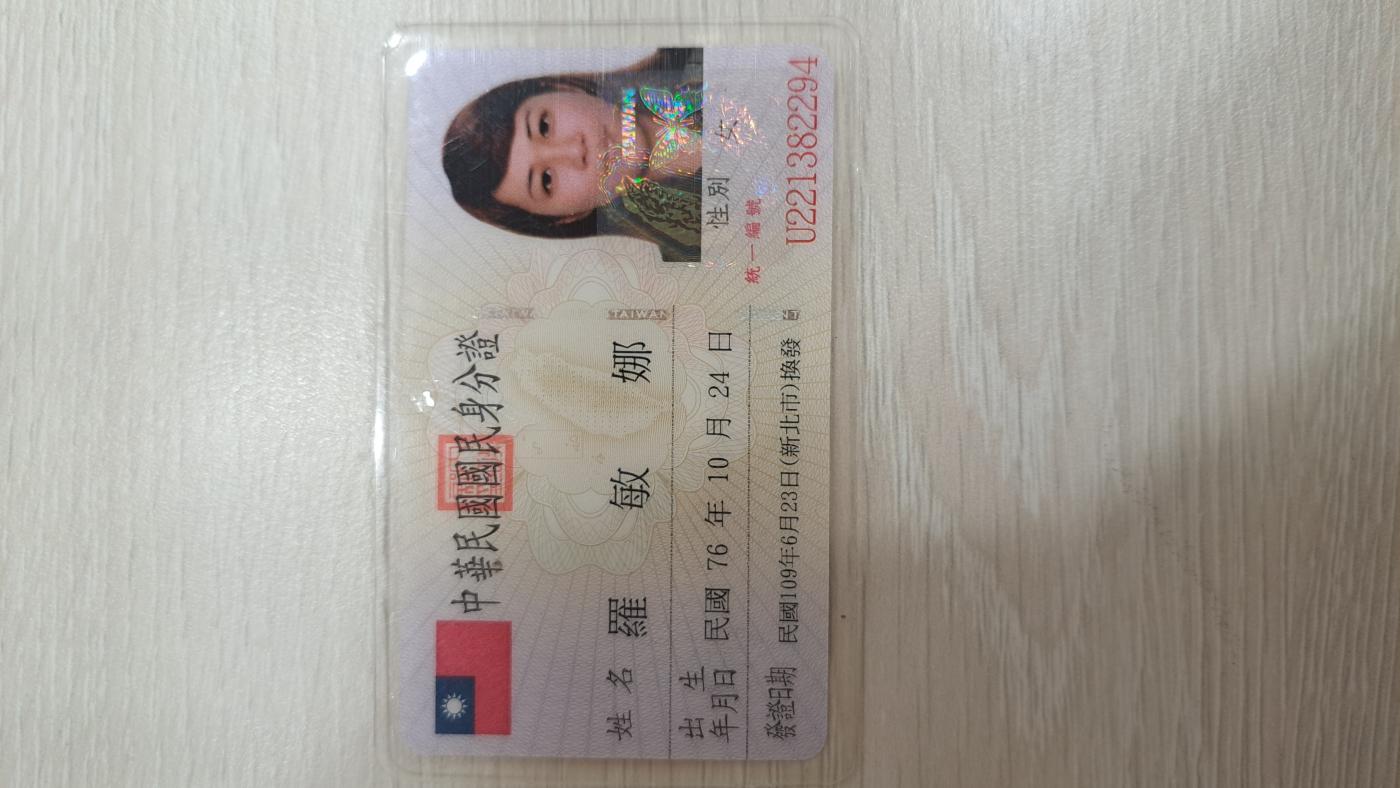 中華民國國民身分證
姓名 羅敏娜
出生年月日 民國 76 年 10 月 24 日
發證日期 民國109年6月23日(新北市)換發
性別 女
統一編號
U221382294
TAIWAN
TAIWAN